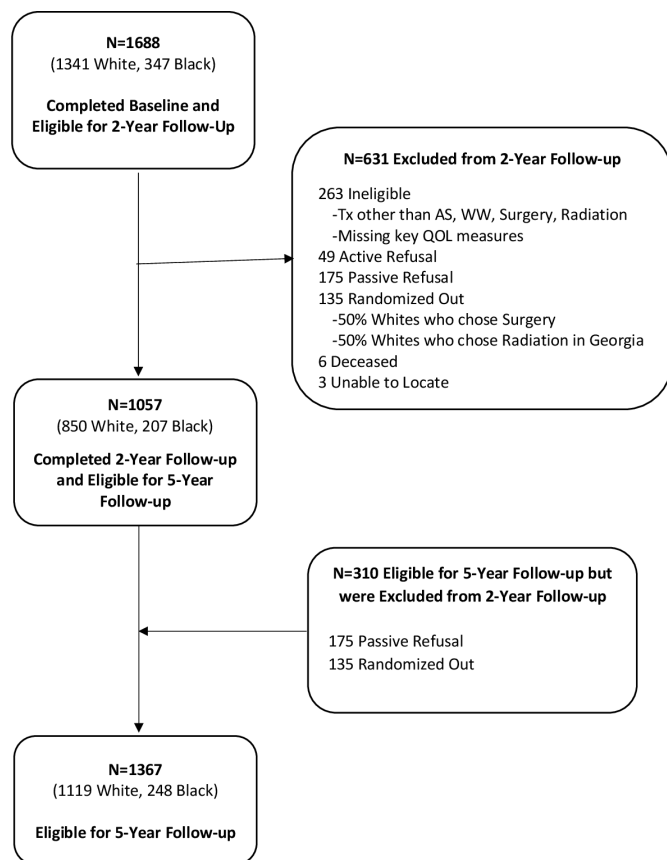 N=1688
(1341 White, 347 Black)
Completed Baseline and
Eligible for 2-Year Follow-Up
N=631 Excluded from 2-Year Follow-up
263 Ineligible
-Tx other than AS, WW, Surgery, Radiation
-Missing key QOL measures
49 Active Refusal
175 Passive Refusal
135 Randomized Out
-50% Whites who chose Surgery
-50% Whites who chose Radiation in Georgia
6 Deceased
3 Unable to Locate
N=1057
(850 White, 207 Black)
Completed 2-Year Follow-up
and Eligible for 5-Year
Follow-up
N=310 Eligible for 5-Year Follow-up but
were Excluded from 2-Year Follow-up
175 Passive Refusal
135 Randomized Out
N=1367
(1119 White, 248 Black)
Eligible for 5-Year Follow-up